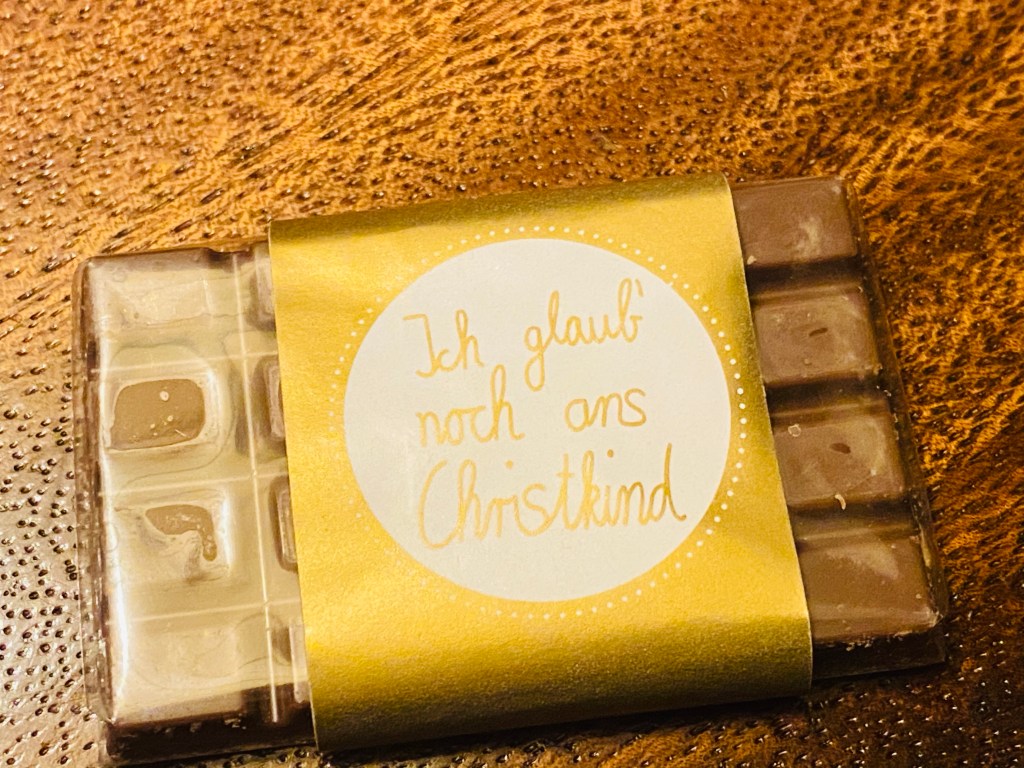 Ich glaub'
noch ans
Christkind